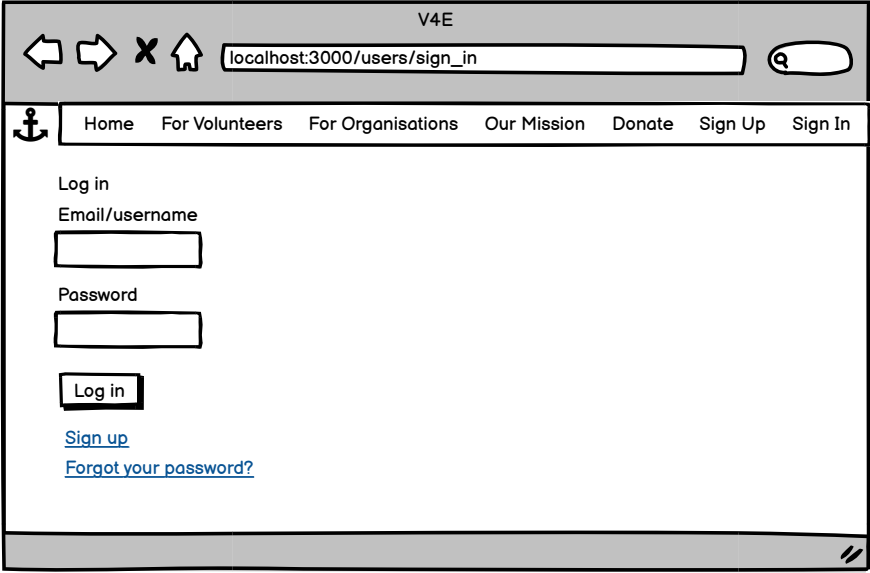 V4E
localhost:3000/users/sign_in
Home For Volunteers For Organisations Our Mission Donate Sign Up Sign In
Log in
Email/username
Password
Log in
Sign up
Forgot your password?